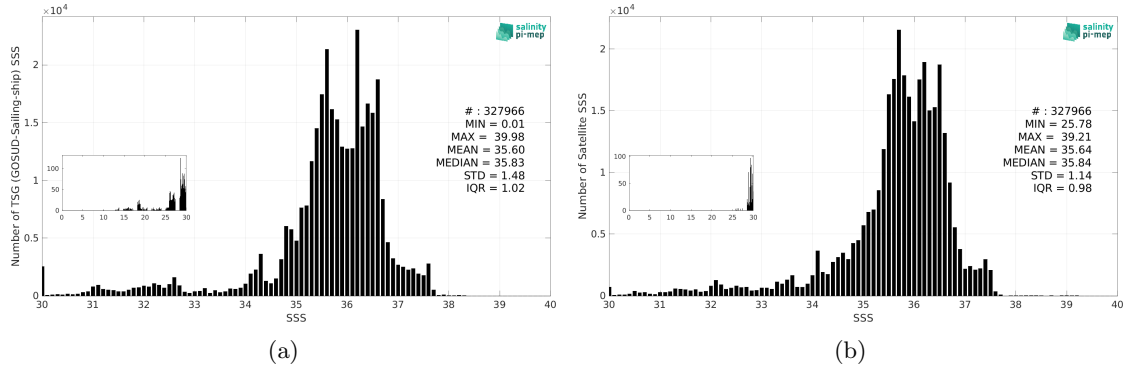 ×10⁴
salinity
pi-mep
Number of TSG (GOSUD-Sailing-ship) SSS
2
1.5
1
0.5
0
# : 327966
MIN = 0.01
MAX = 39.98
MEAN = 35.60
MEDIAN = 35.83
STD = 1.48
IQR = 1.02
100
50
0
0 5 10 15 20 25 30
30 31 32 33 34 35 36 37 38 39 40
SSS
(a)
×10⁴
salinity
pi-mep
Number of Satellite SSS
2
1.5
1
0.5
0
# : 327966
MIN = 25.78
MAX = 39.21
MEAN = 35.64
MEDIAN = 35.84
STD = 1.14
IQR = 0.98
100
50
0
0 5 10 15 20 25 30
30 31 32 33 34 35 36 37 38 39 40
SSS
(b)